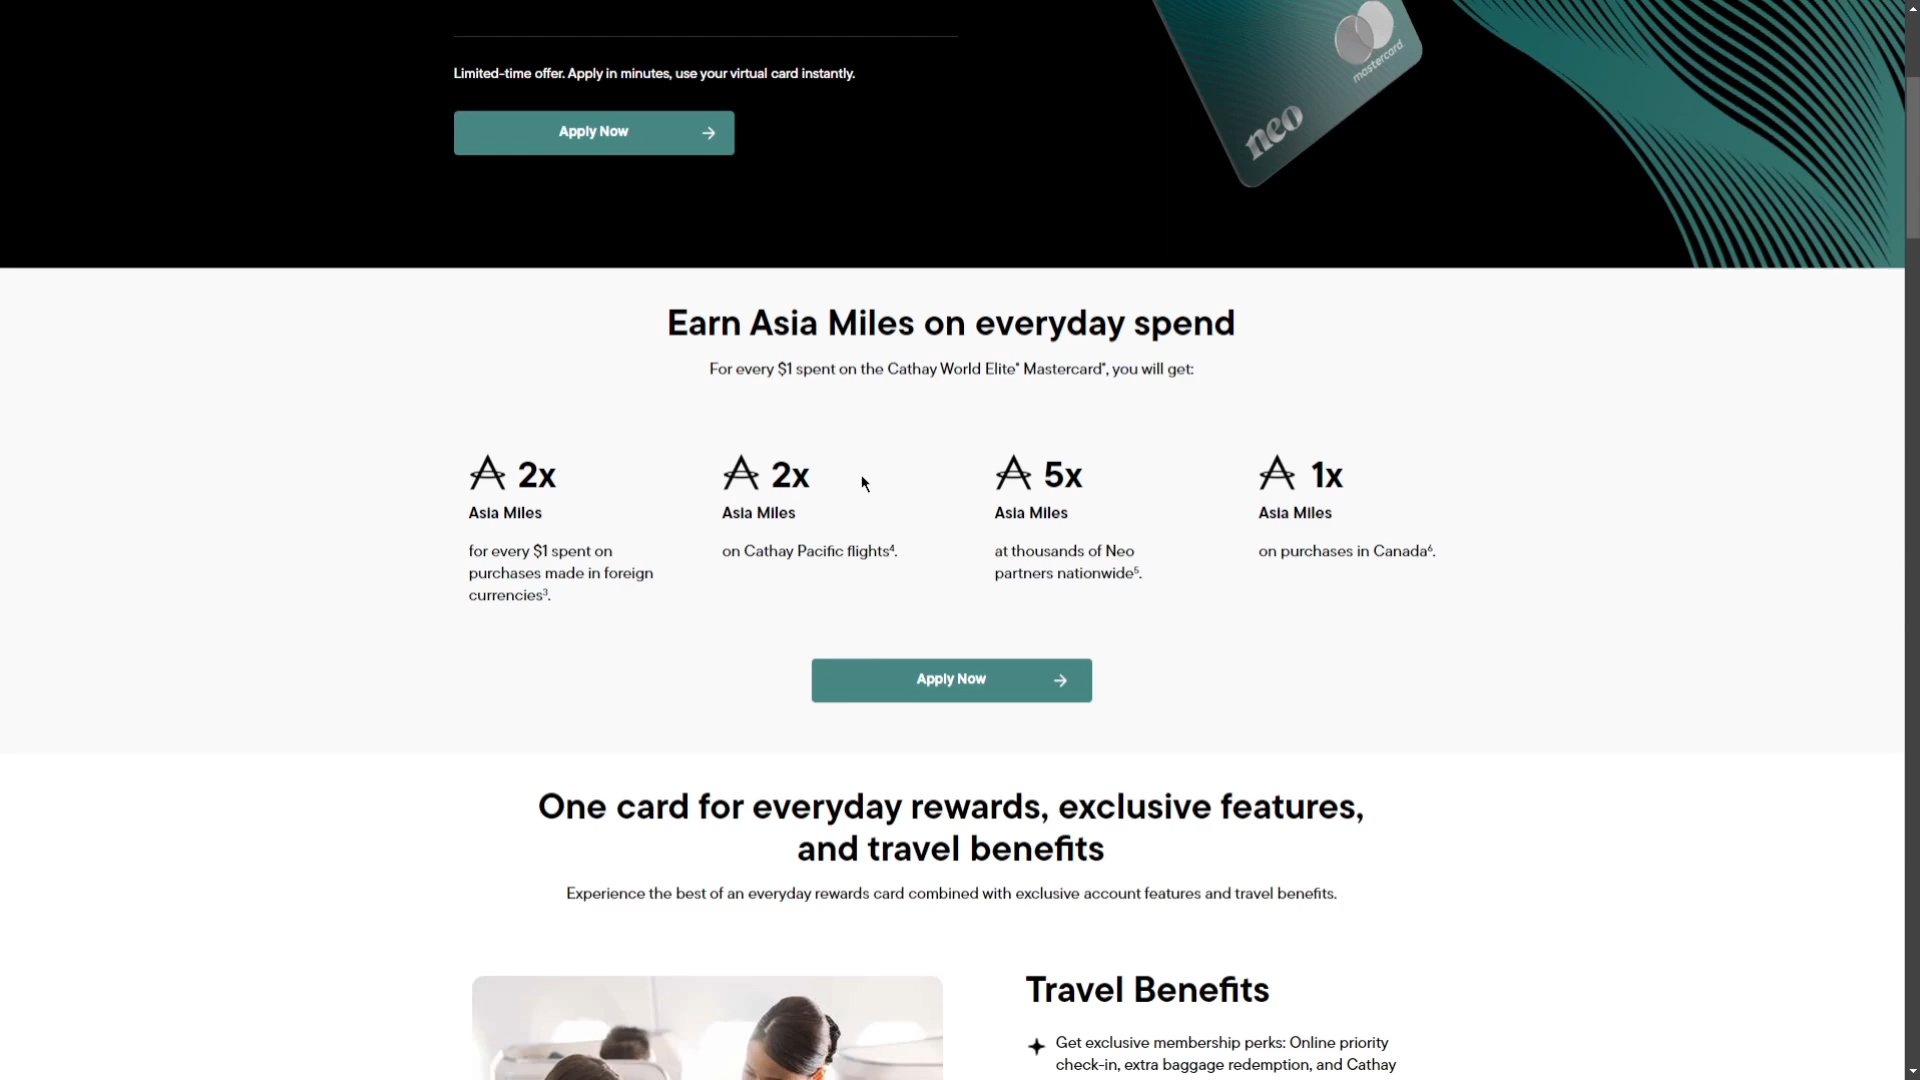 mastercard
neo
Limited-time offer. Apply in minutes, use your virtual card instantly.
Apply Now
Earn Asia Miles on everyday spend
For every $1 spent on the Cathay World Elite® Mastercard®, you will get:
2x
Asia Miles
for every $1 spent on
purchases made in foreign
currencies³.
2x
Asia Miles
on Cathay Pacific flights⁴.
5x
Asia Miles
at thousands of Neo
partners nationwide⁵.
1x
Asia Miles
on purchases in Canada⁶.
Apply Now
One card for everyday rewards, exclusive features,
and travel benefits
Experience the best of an everyday rewards card combined with exclusive account features and travel benefits.
Travel Benefits
Get exclusive membership perks: Online priority
check-in, extra baggage redemption, and Cathay